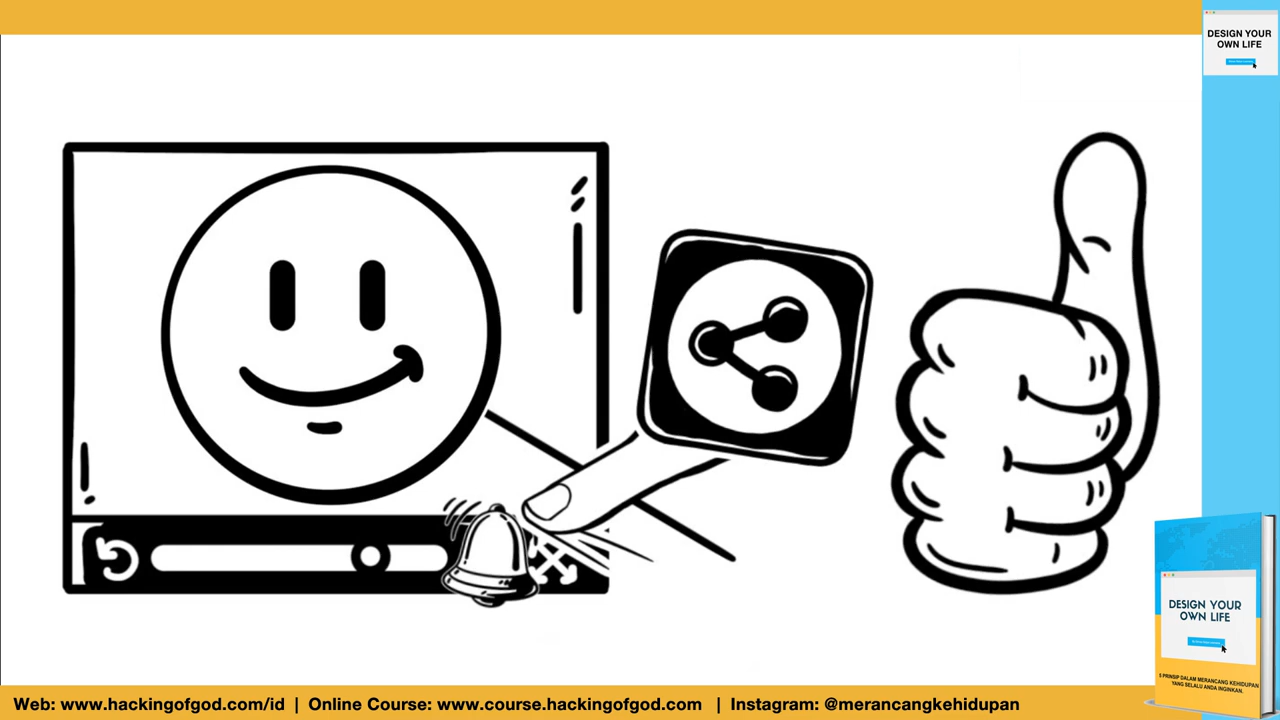 DESIGN YOUR
OWN LIFE
DESIGN YOUR
OWN LIFE
PRINSIP DALAM MERANCANG KEHIDUPAN
YANG SELALU ANDA INGINKAN.
Web: www.hackingofgod.com/id | Online Course: www.course.hackingofgod.com | Instagram: @merancangkehidupan